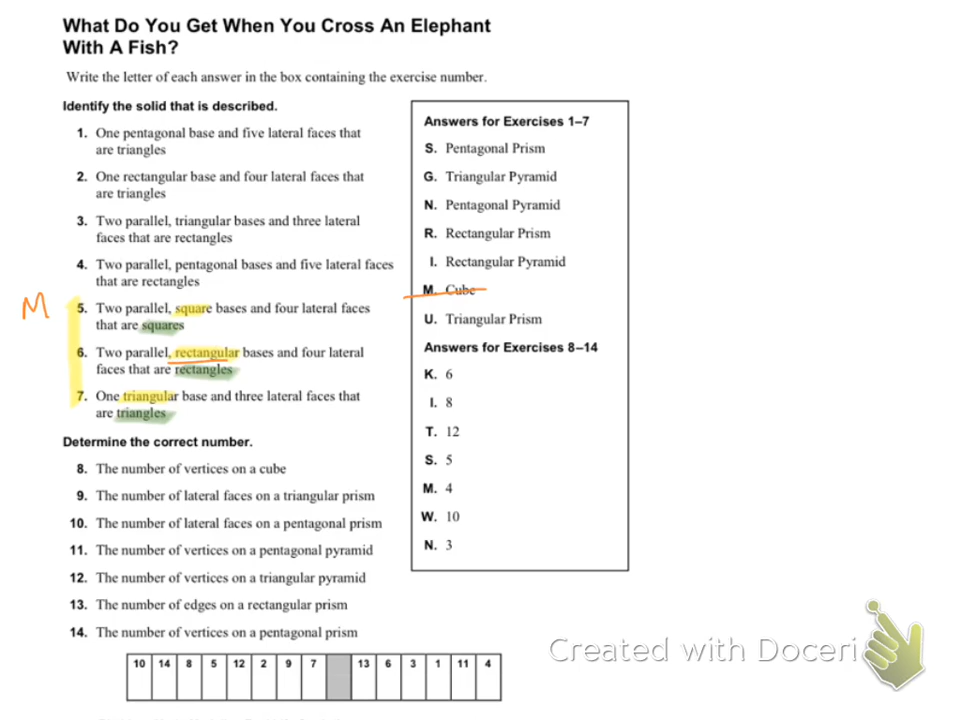 What Do You Get When You Cross An Elephant
With A Fish?
Write the letter of each answer in the box containing the exercise number.
Identify the solid that is described.
1. One pentagonal base and five lateral faces that
are triangles
2. One rectangular base and four lateral faces that
are triangles
3. Two parallel, triangular bases and three lateral
faces that are rectangles
4. Two parallel, pentagonal bases and five lateral faces
that are rectangles
M
5. Two parallel, square bases and four lateral faces
that are squares
6. Two parallel, rectangular bases and four lateral
faces that are rectangles
7. One triangular base and three lateral faces that
are triangles
Determine the correct number.
8. The number of vertices on a cube
9. The number of lateral faces on a triangular prism
10. The number of lateral faces on a pentagonal prism
11. The number of vertices on a pentagonal pyramid
12. The number of vertices on a triangular pyramid
13. The number of edges on a rectangular prism
14. The number of vertices on a pentagonal prism
Answers for Exercises 1–7
S. Pentagonal Prism
G. Triangular Pyramid
N. Pentagonal Pyramid
R. Rectangular Prism
I. Rectangular Pyramid
M. Cube
U. Triangular Prism
Answers for Exercises 8–14
K. 6
I. 8
T. 12
S. 5
M. 4
W. 10
N. 3
10 14 8 5 12 2 9 7 13 6 3 1 11 4
Created with Doceri